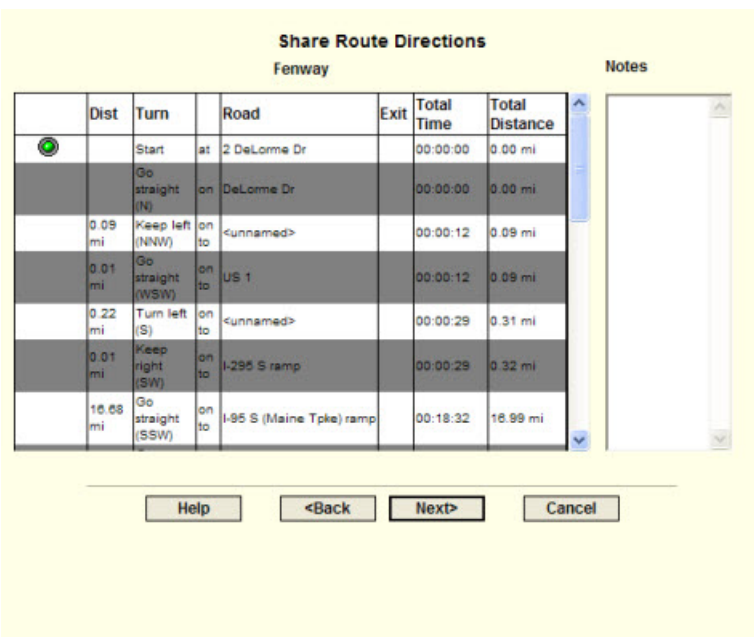 Share Route Directions
Fenway
Notes
Dist Turn Road Exit Total Time Total Distance
Start at 2 DeLorme Dr 00:00:00 0.00 mi
Go straight (N) on DeLorme Dr 00:00:00 0.00 mi
0.09 mi Keep left (NNW) on to <unnamed> 00:00:12 0.09 mi
0.01 mi Go straight (WSW) on to US 1 00:00:12 0.09 mi
0.22 mi Turn left (S) on to <unnamed> 00:00:29 0.31 mi
0.01 mi Keep right (SW) on to I-295 S ramp 00:00:29 0.32 mi
16.68 mi Go straight (SSW) on to I-95 S (Maine Tpke) ramp 00:18:32 16.99 mi
Help <Back Next> Cancel